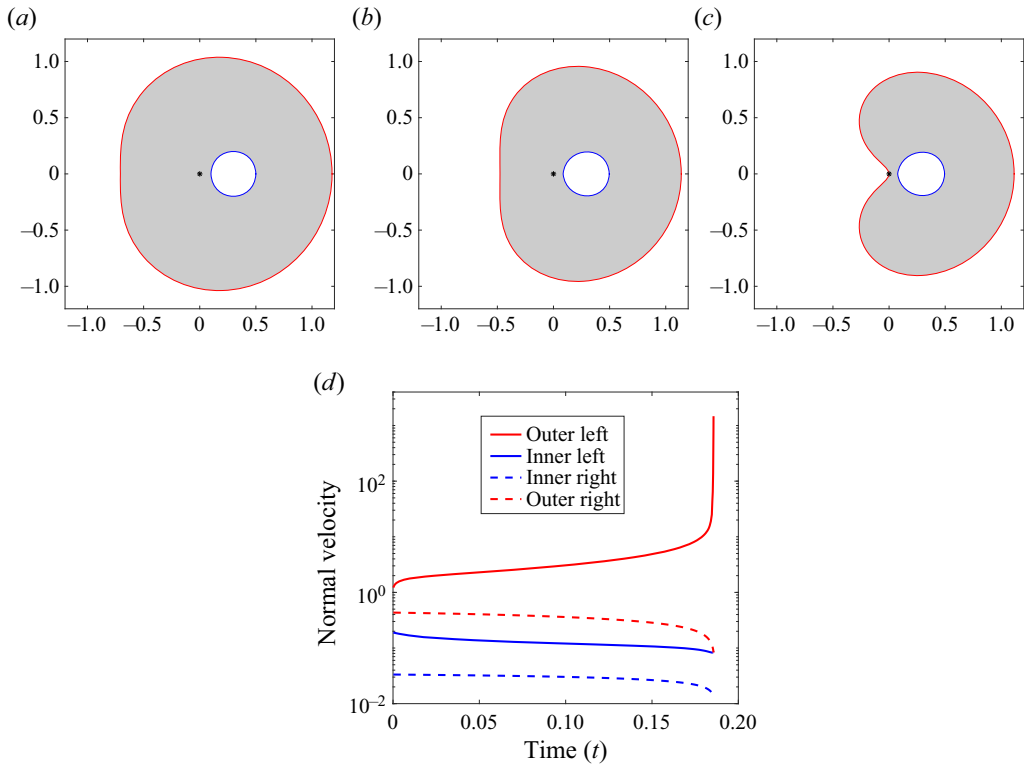 (a)
(b)
(c)
1.0
0.5
0
–0.5
–1.0
–1.0 –0.5 0 0.5 1.0
1.0
0.5
0
–0.5
–1.0
–1.0 –0.5 0 0.5 1.0
1.0
0.5
0
–0.5
–1.0
–1.0 –0.5 0 0.5 1.0
(d)
Normal velocity
10²
10⁰
10⁻²
Outer left
Inner left
Inner right
Outer right
0 0.05 0.10 0.15 0.20
Time (t)